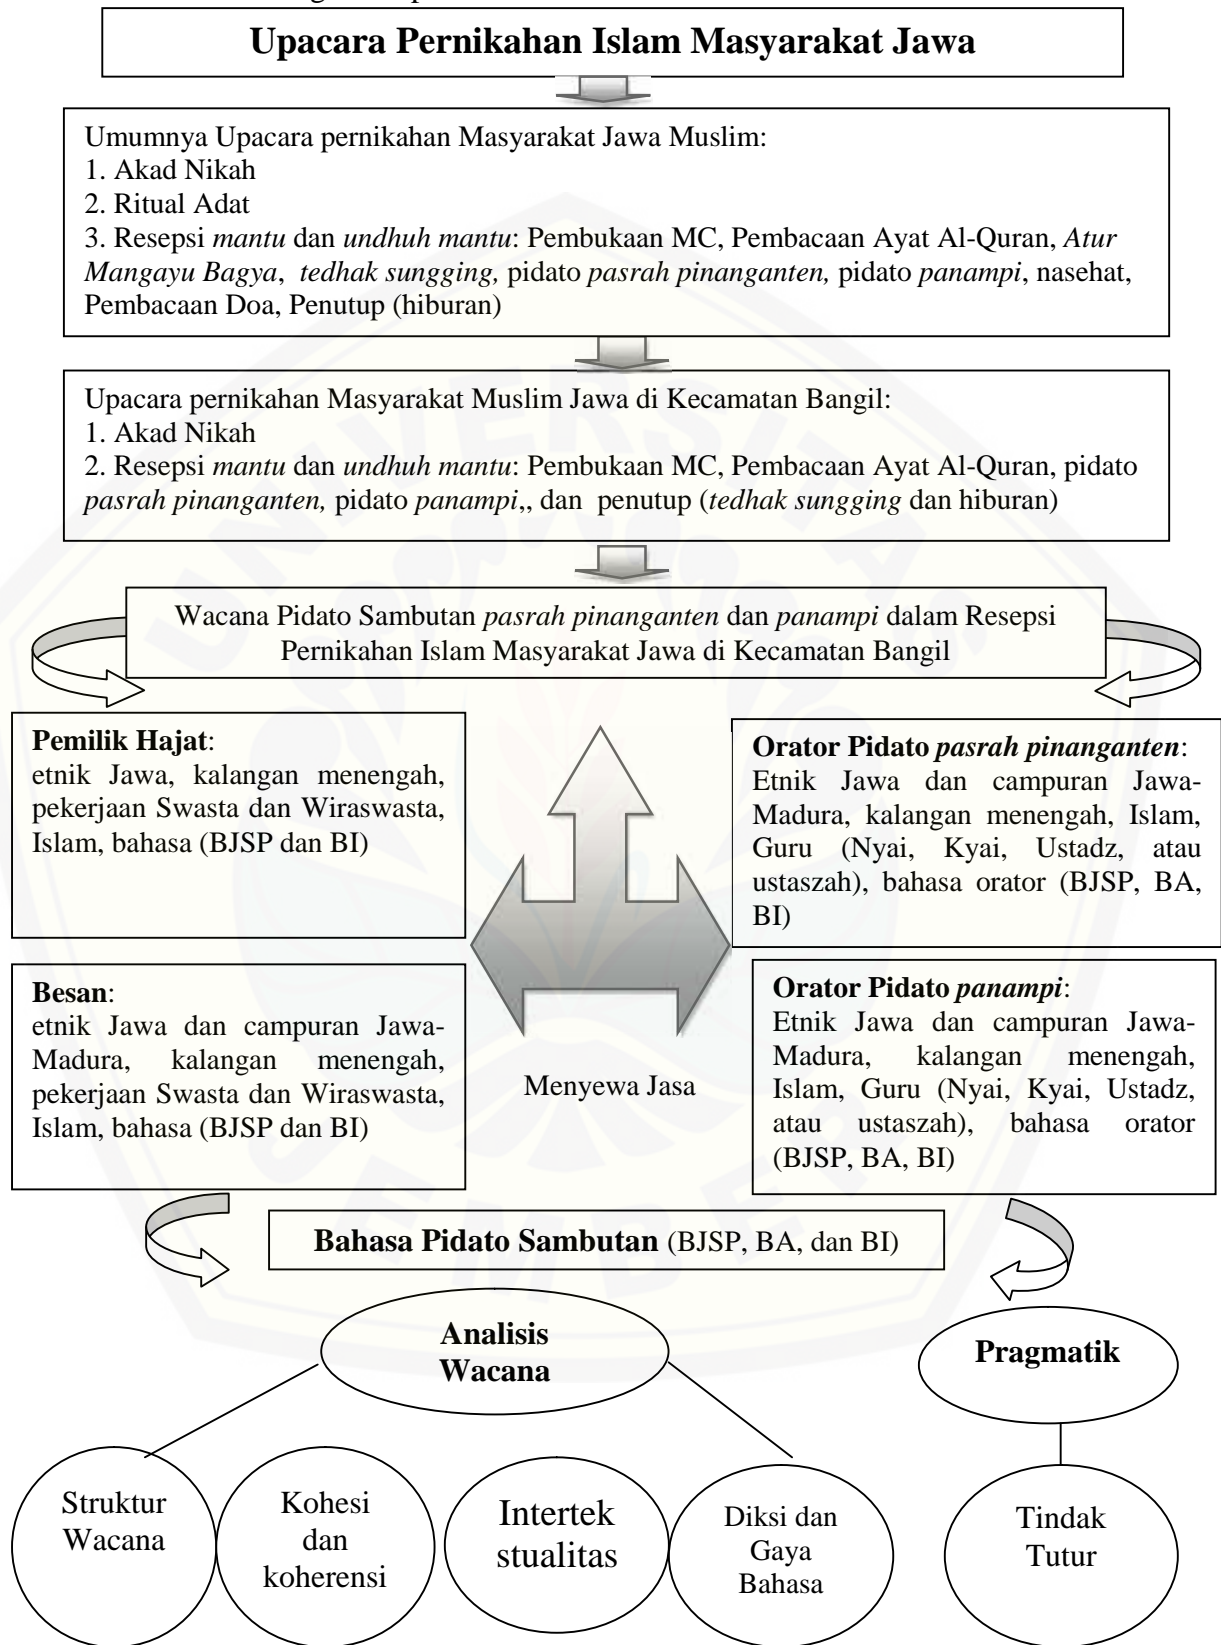 Upacara Pernikahan Islam Masyarakat Jawa
Umumnya Upacara pernikahan Masyarakat Jawa Muslim:
1. Akad Nikah
2. Ritual Adat
3. Resepsi mantu dan undhuh mantu: Pembukaan MC, Pembacaan Ayat Al-Quran, Atur
Mangayu Bagya, tedhak sungging, pidato pasrah pinanganten, pidato panampi, nasehat,
Pembacaan Doa, Penutup (hiburan)
Upacara pernikahan Masyarakat Muslim Jawa di Kecamatan Bangil:
1. Akad Nikah
2. Resepsi mantu dan undhuh mantu: Pembukaan MC, Pembacaan Ayat Al-Quran, pidato
pasrah pinanganten, pidato panampi,, dan penutup (tedhak sungging dan hiburan)
Wacana Pidato Sambutan pasrah pinanganten dan panampi dalam Resepsi
Pernikahan Islam Masyarakat Jawa di Kecamatan Bangil
Pemilik Hajat:
etnik Jawa, kalangan menengah,
pekerjaan Swasta dan Wiraswasta,
Islam, bahasa (BJSP dan BI)
Orator Pidato pasrah pinanganten:
Etnik Jawa dan campuran Jawa-
Madura, kalangan menengah, Islam,
Guru (Nyai, Kyai, Ustadz, atau
ustaszah), bahasa orator (BJSP, BA,
BI)
Besan:
etnik Jawa dan campuran Jawa-
Madura, kalangan menengah,
pekerjaan Swasta dan Wiraswasta,
Islam, bahasa (BJSP dan BI)
Menyewa Jasa
Orator Pidato panampi:
Etnik Jawa dan campuran Jawa-
Madura, kalangan menengah,
Islam, Guru (Nyai, Kyai, Ustadz,
atau ustaszah), bahasa orator
(BJSP, BA, BI)
Bahasa Pidato Sambutan (BJSP, BA, dan BI)
Analisis
Wacana
Pragmatik
Struktur
Wacana
Kohesi
dan
koherensi
Intertek
stualitas
Diksi dan
Gaya
Bahasa
Tindak
Tutur
UNIVERSITAS
JEMBER